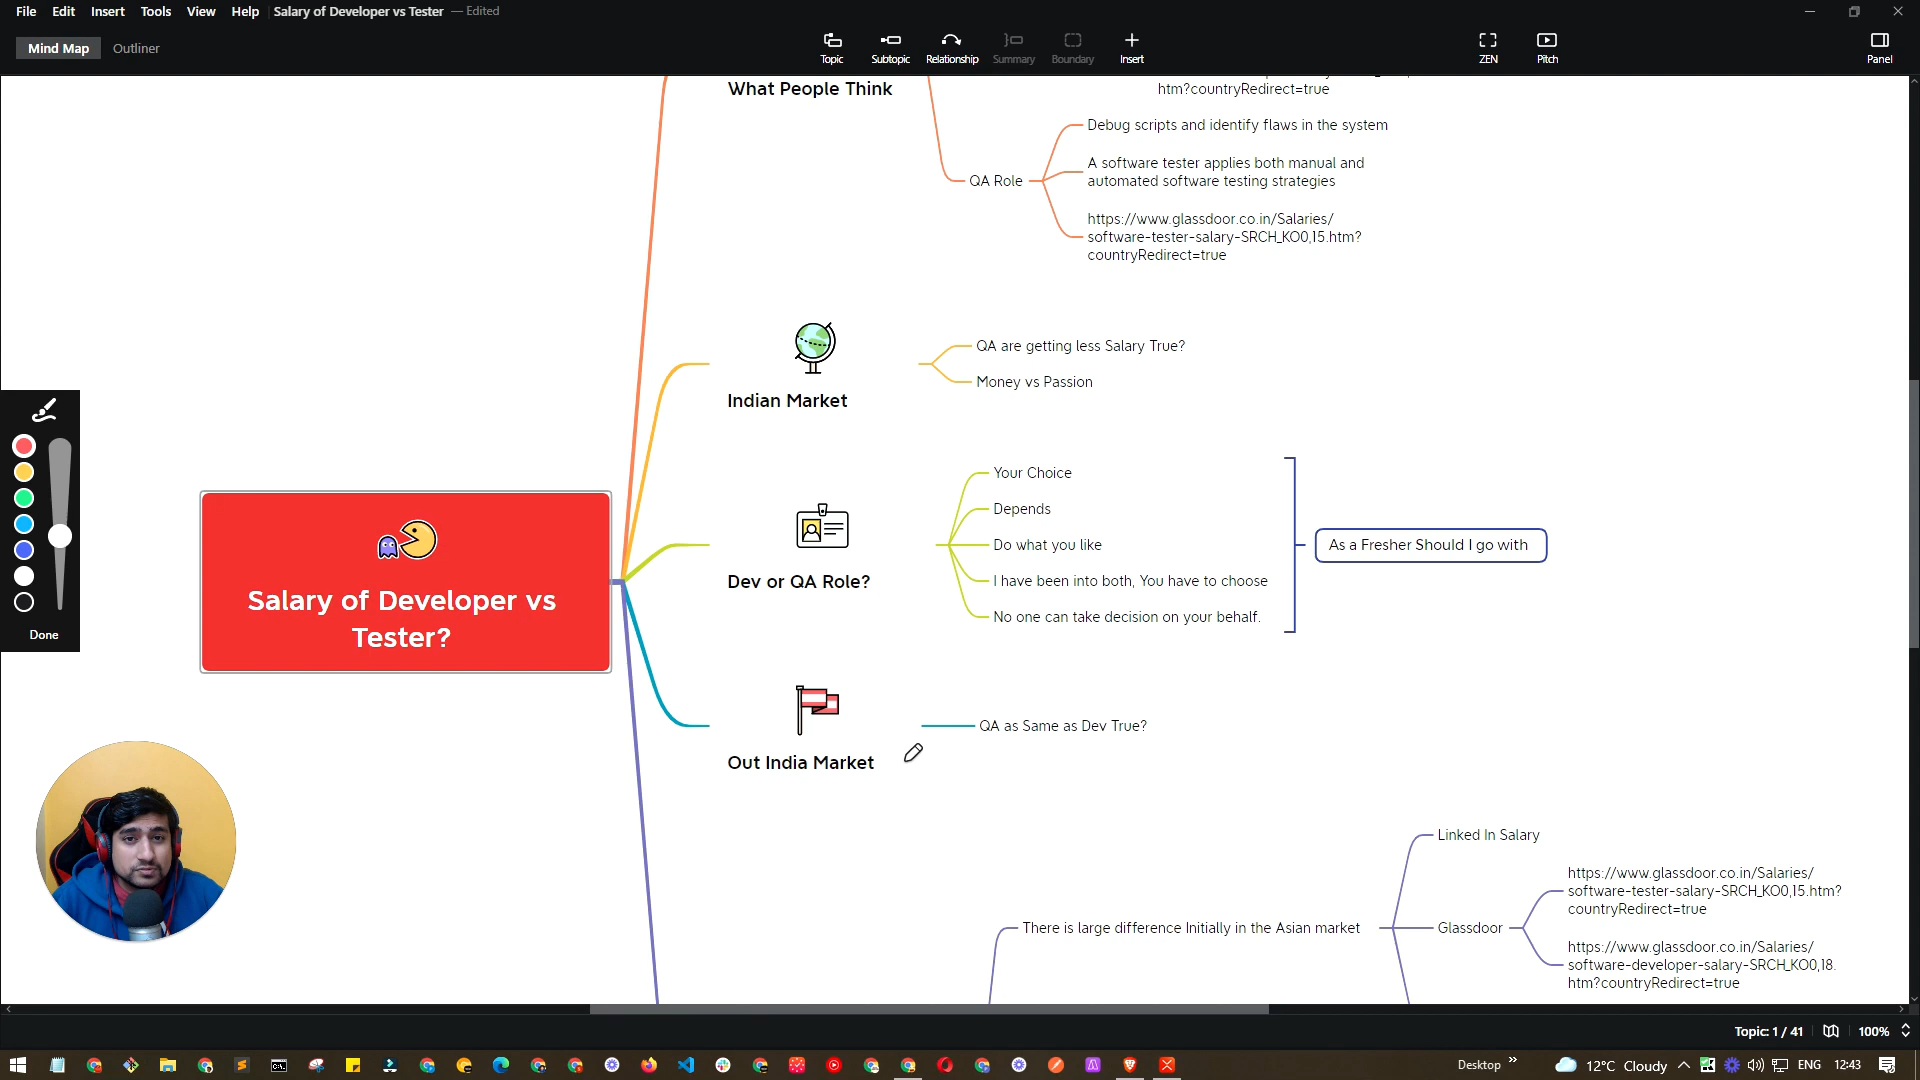 File Edit Insert Tools View Help Salary of Developer vs Tester — Edited
Mind Map Outliner
Topic Subtopic Relationship Summary Boundary Insert ZEN Pitch Panel
What People Think
htm?countryRedirect=true
Debug scripts and identify flaws in the system
A software tester applies both manual and
automated software testing strategies
QA Role
https://www.glassdoor.co.in/Salaries/
software-tester-salary-SRCH_KO0,15.htm?
countryRedirect=true
Indian Market
QA are getting less Salary True?
Money vs Passion
Dev or QA Role?
Your Choice
Depends
Do what you like
I have been into both, You have to choose
No one can take decision on your behalf.
As a Fresher Should I go with
Salary of Developer vs
Tester?
Done
Out India Market
QA as Same as Dev True?
There is large difference Initially in the Asian market
Linked In Salary
Glassdoor
https://www.glassdoor.co.in/Salaries/
software-tester-salary-SRCH_KO0,15.htm?
countryRedirect=true
https://www.glassdoor.co.in/Salaries/
software-developer-salary-SRCH_KO0,18.
htm?countryRedirect=true
Topic: 1 / 41 100%
Desktop 12°C Cloudy ENG 12:43